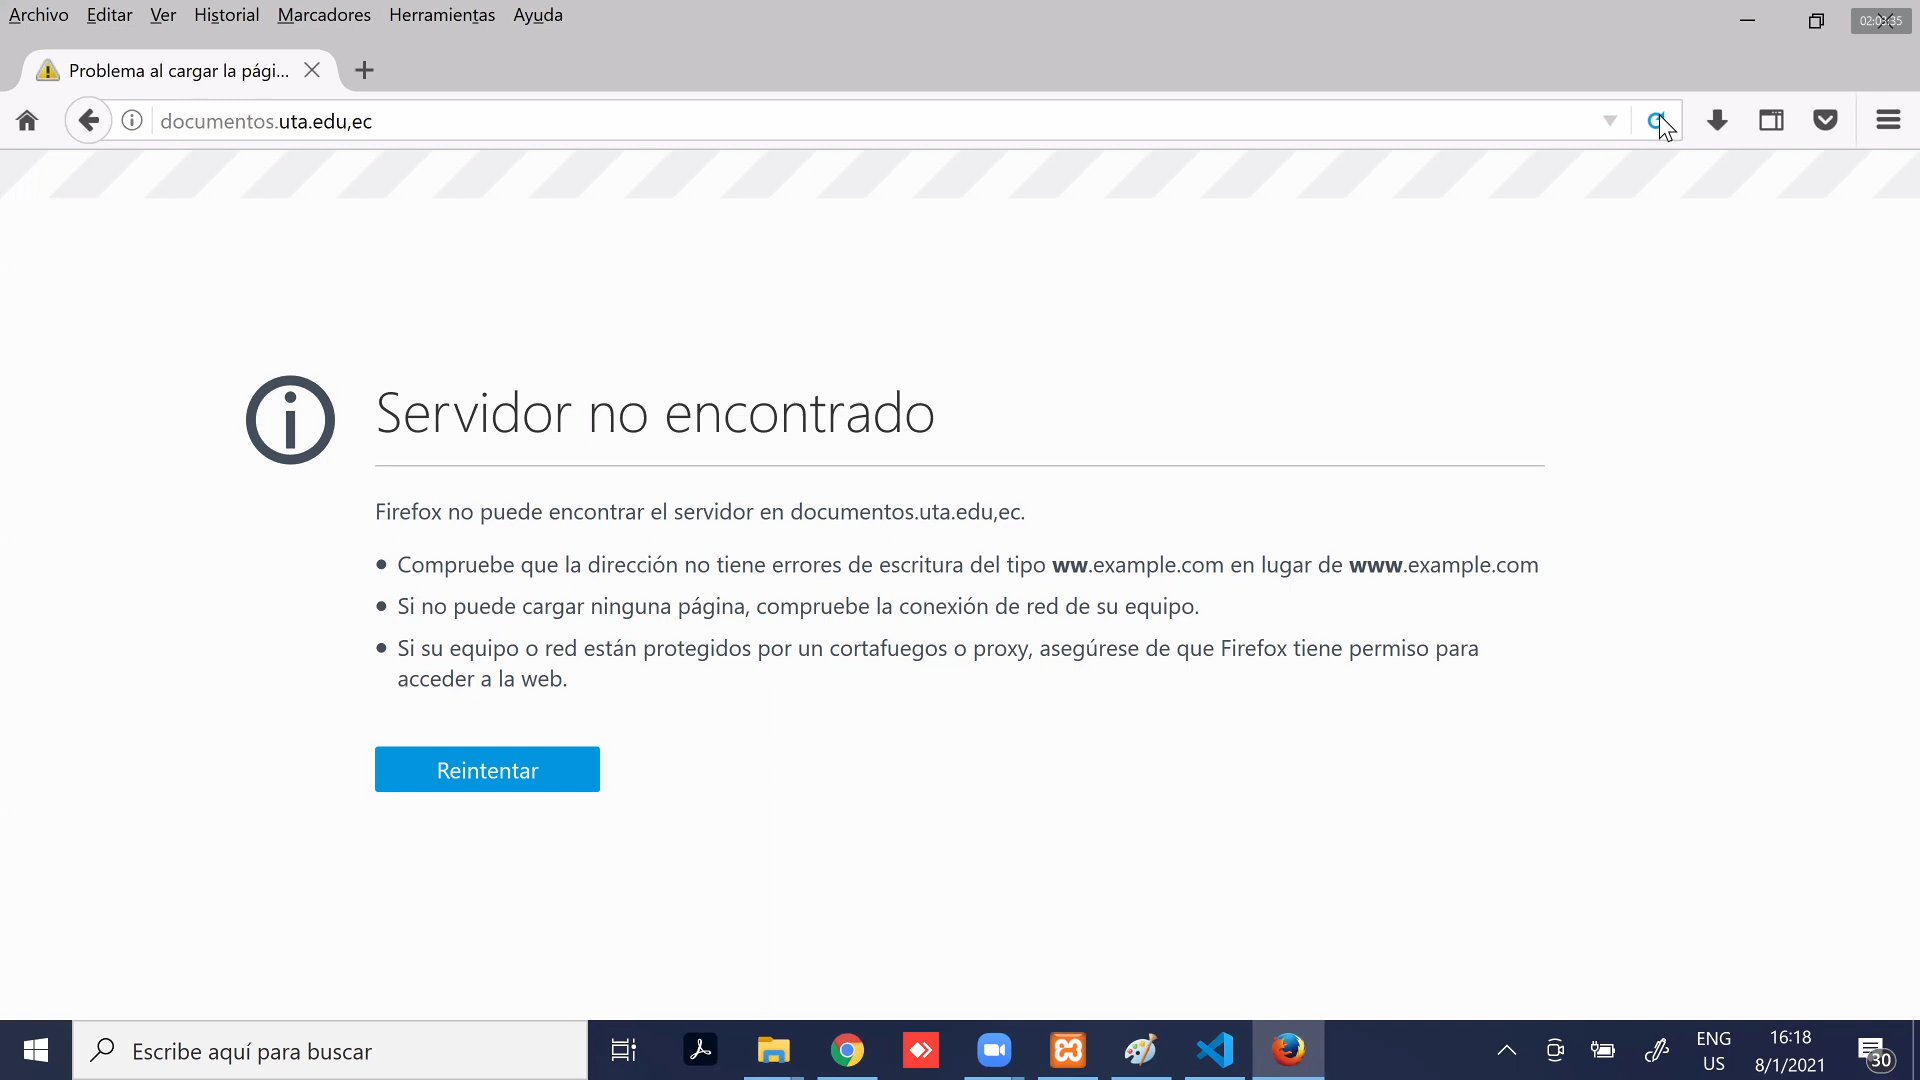 Archivo Editar Ver Historial Marcadores Herramientas Ayuda
02:03:35
Problema al cargar la pági...
documentos.uta.edu,ec
Servidor no encontrado
Firefox no puede encontrar el servidor en documentos.uta.edu,ec.
Compruebe que la dirección no tiene errores de escritura del tipo ww.example.com en lugar de www.example.com
Si no puede cargar ninguna página, compruebe la conexión de red de su equipo.
Si su equipo o red están protegidos por un cortafuegos o proxy, asegúrese de que Firefox tiene permiso para
acceder a la web.
Reintentar
Escribe aquí para buscar
ENG
US
16:18
8/1/2021
30